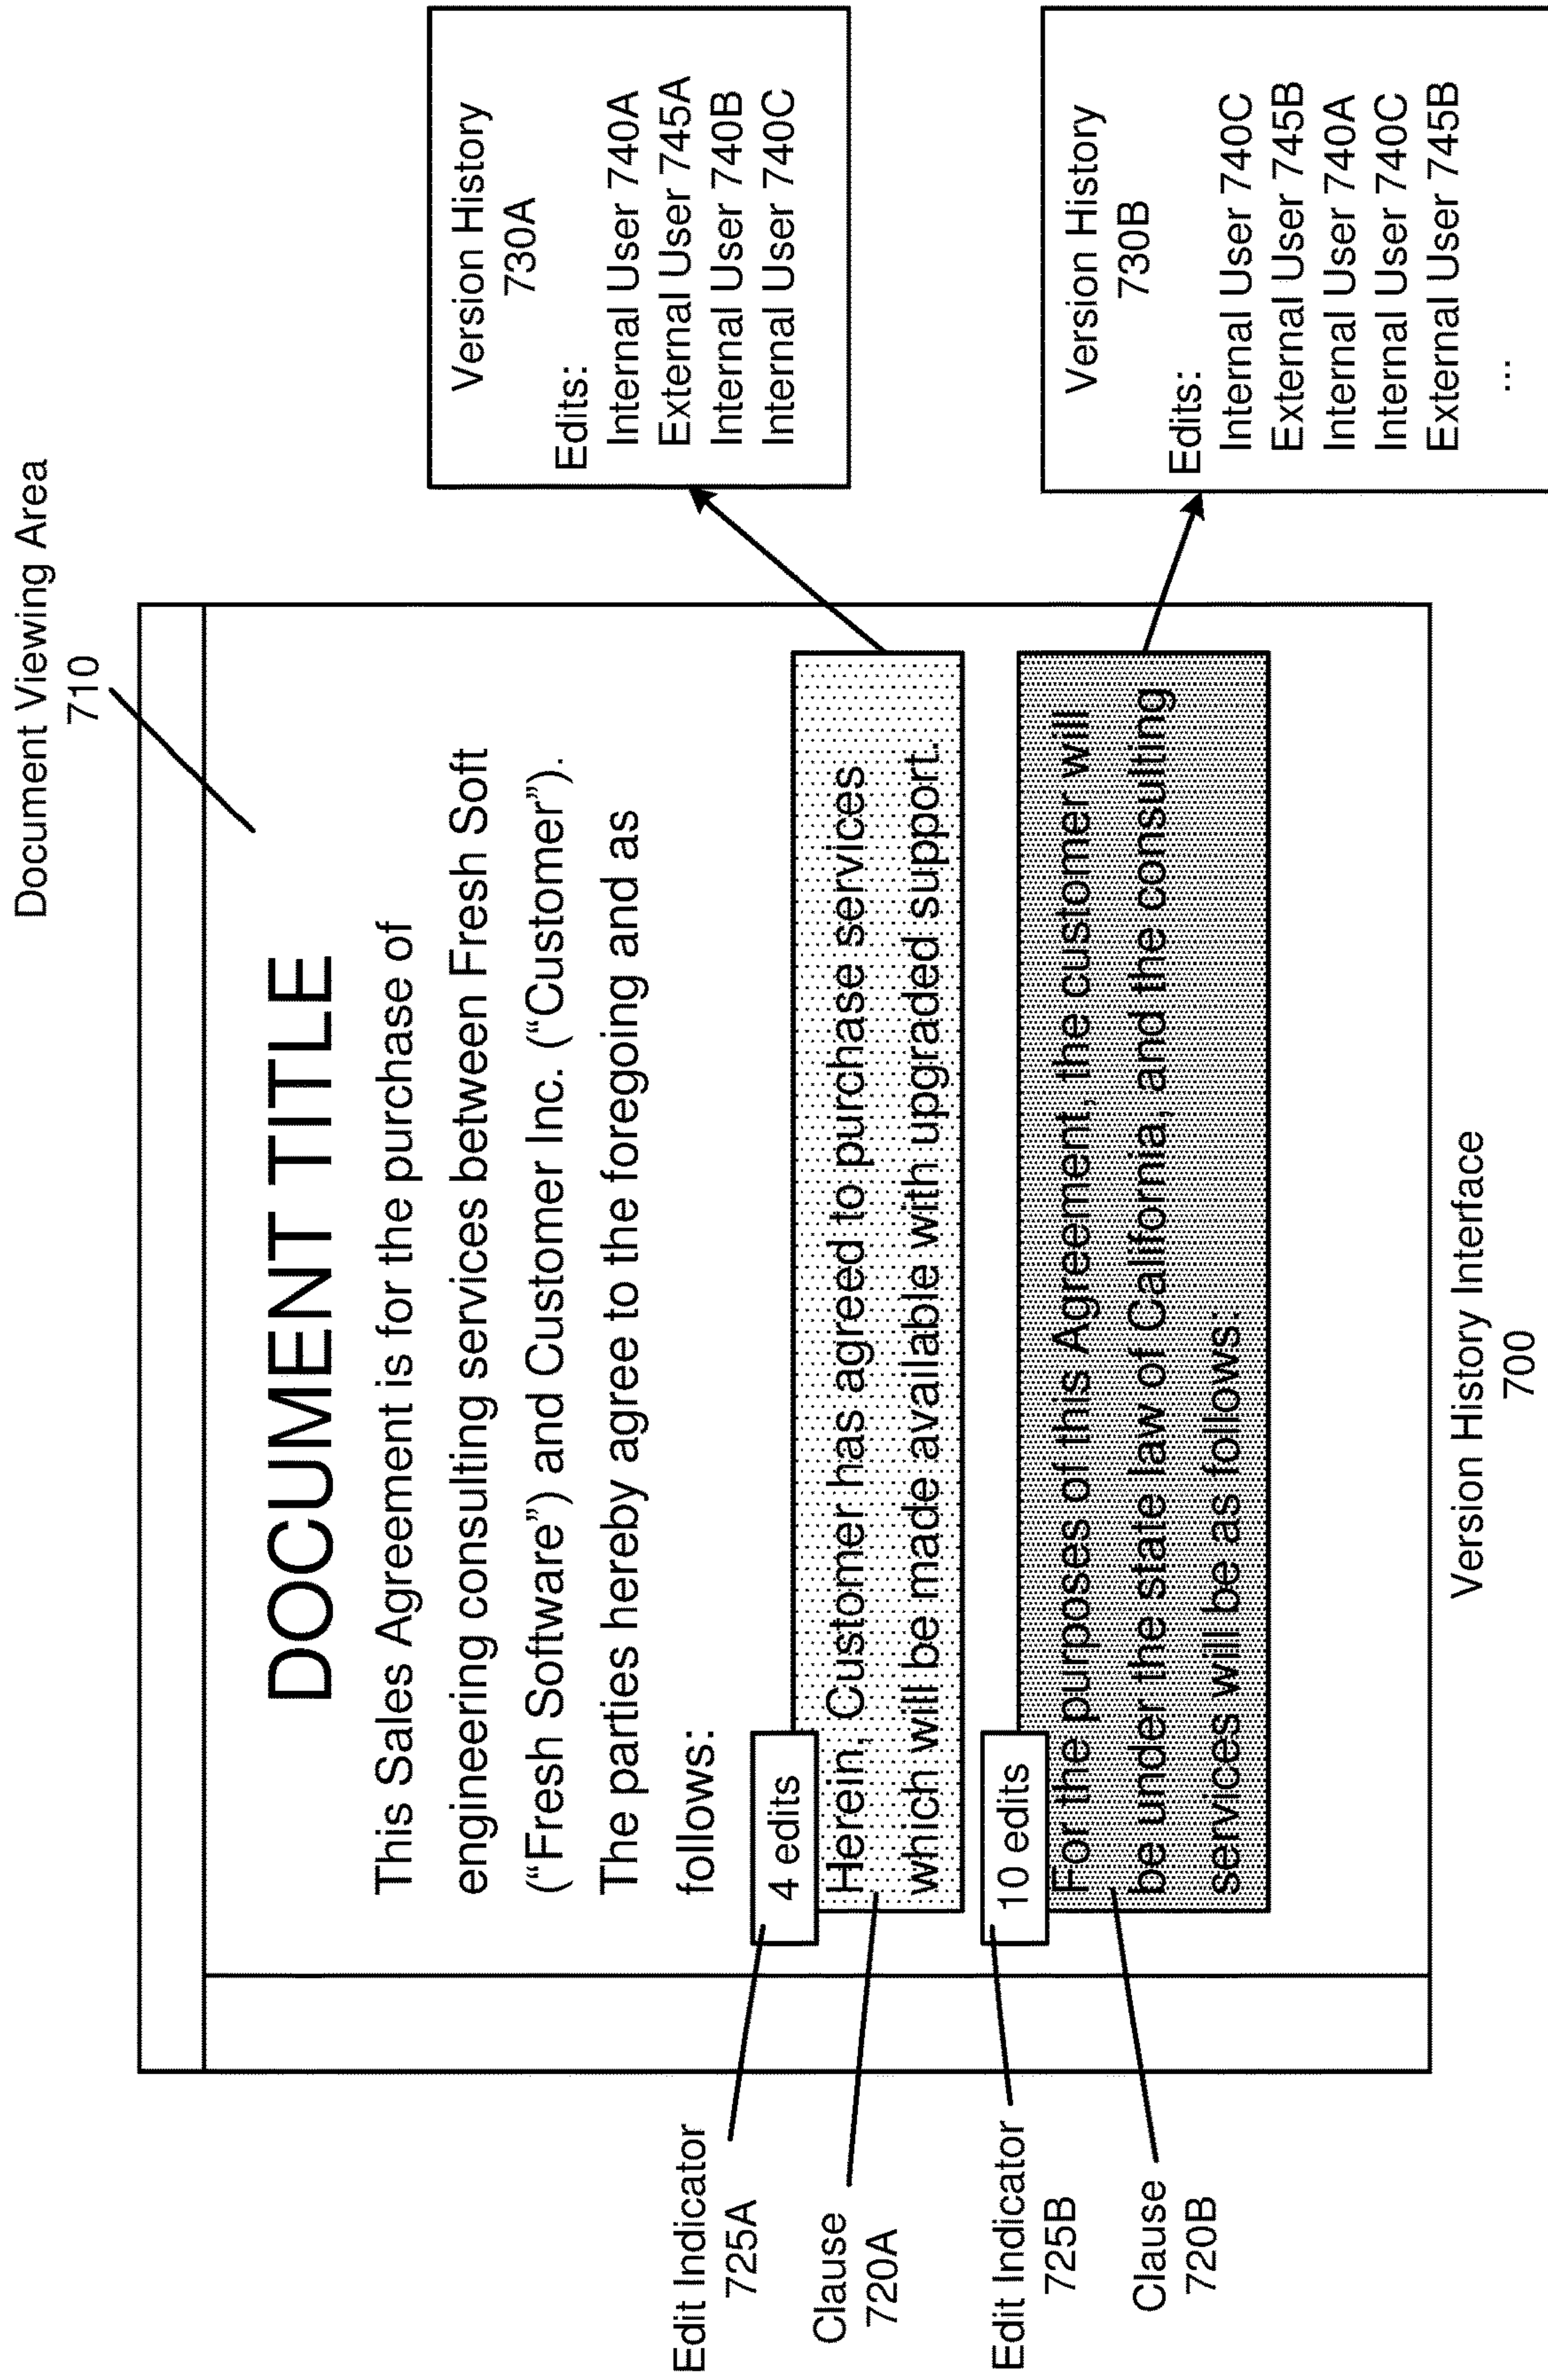 Document Viewing Area
710
DOCUMENT TITLE
This Sales Agreement is for the purchase of
engineering consulting services between Fresh Soft
(“Fresh Software”) and Customer Inc. (“Customer”).
The parties hereby agree to the foregoing and as
follows:
Edit Indicator
725A
4 edits
Clause
720A
Herein, Customer has agreed to purchase services
which will be made available with upgraded support.
Edit Indicator
725B
10 edits
Clause
720B
For the purposes of this Agreement, the customer will
be under the state law of California, and the consulting
services will be as follows:
Version History
730A
Edits:
Internal User 740A
External User 745A
Internal User 740B
Internal User 740C
Version History
730B
Edits:
Internal User 740C
External User 745B
Internal User 740A
Internal User 740C
External User 745B
...
Version History Interface
700